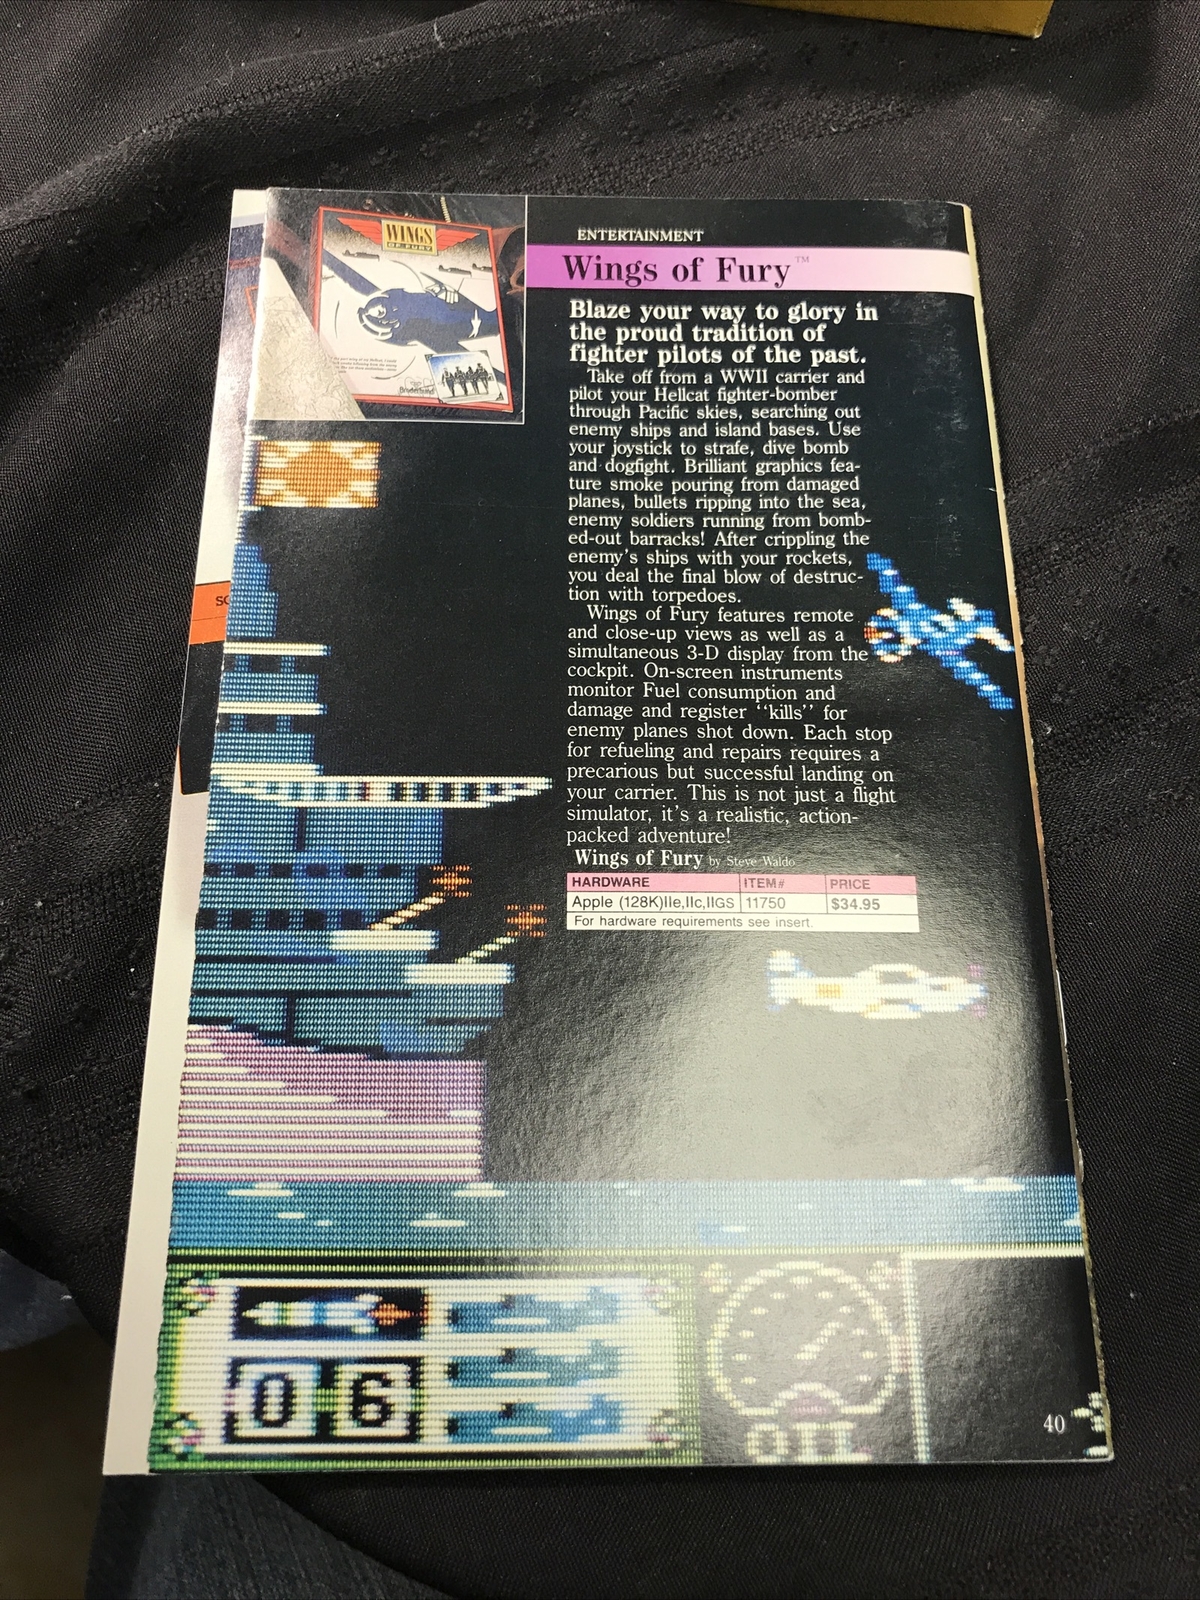 WINGS
OF FURY
Brøderbund
ENTERTAINMENT
Wings of Fury™
Blaze your way to glory in
the proud tradition of
fighter pilots of the past.
Take off from a WWII carrier and
pilot your Hellcat fighter-bomber
through Pacific skies, searching out
enemy ships and island bases. Use
your joystick to strafe, dive bomb
and dogfight. Brilliant graphics fea-
ture smoke pouring from damaged
planes, bullets ripping into the sea,
enemy soldiers running from bomb-
ed-out barracks! After crippling the
enemy's ships with your rockets,
you deal the final blow of destruc-
tion with torpedoes.
Wings of Fury features remote
and close-up views as well as a
simultaneous 3-D display from the
cockpit. On-screen instruments
monitor Fuel consumption and
damage and register ‘‘kills’’ for
enemy planes shot down. Each stop
for refueling and repairs requires a
precarious but successful landing on
your carrier. This is not just a flight
simulator, it's a realistic, action-
packed adventure!
Wings of Fury by Steve Waldo
HARDWARE ITEM# PRICE
Apple (128K)IIe,IIc,IIGS 11750 $34.95
For hardware requirements see insert.
SC
06
OIL
40